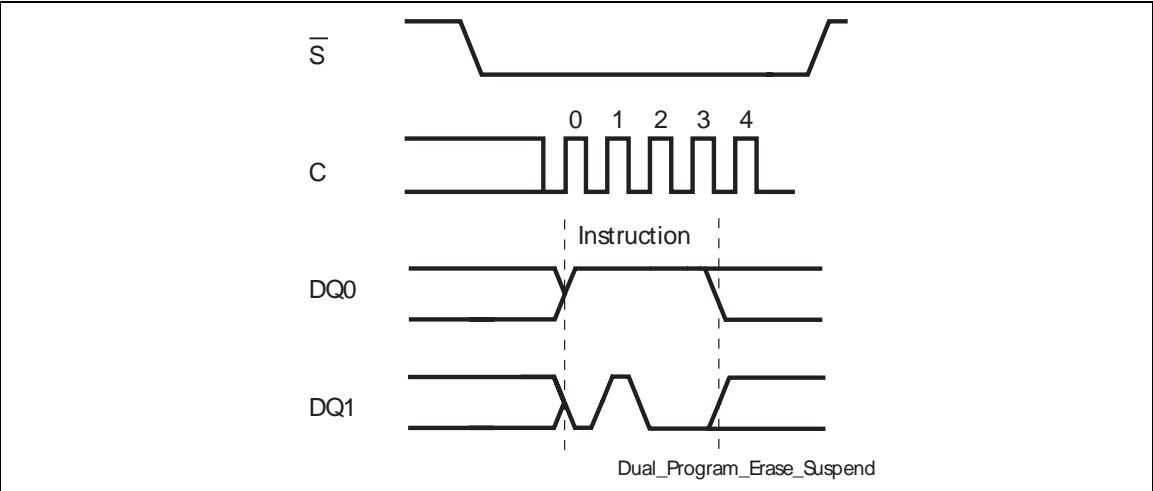 S
0 1 2 3 4
C
Instruction
DQ0
DQ1
Dual_Program_Erase_Suspend